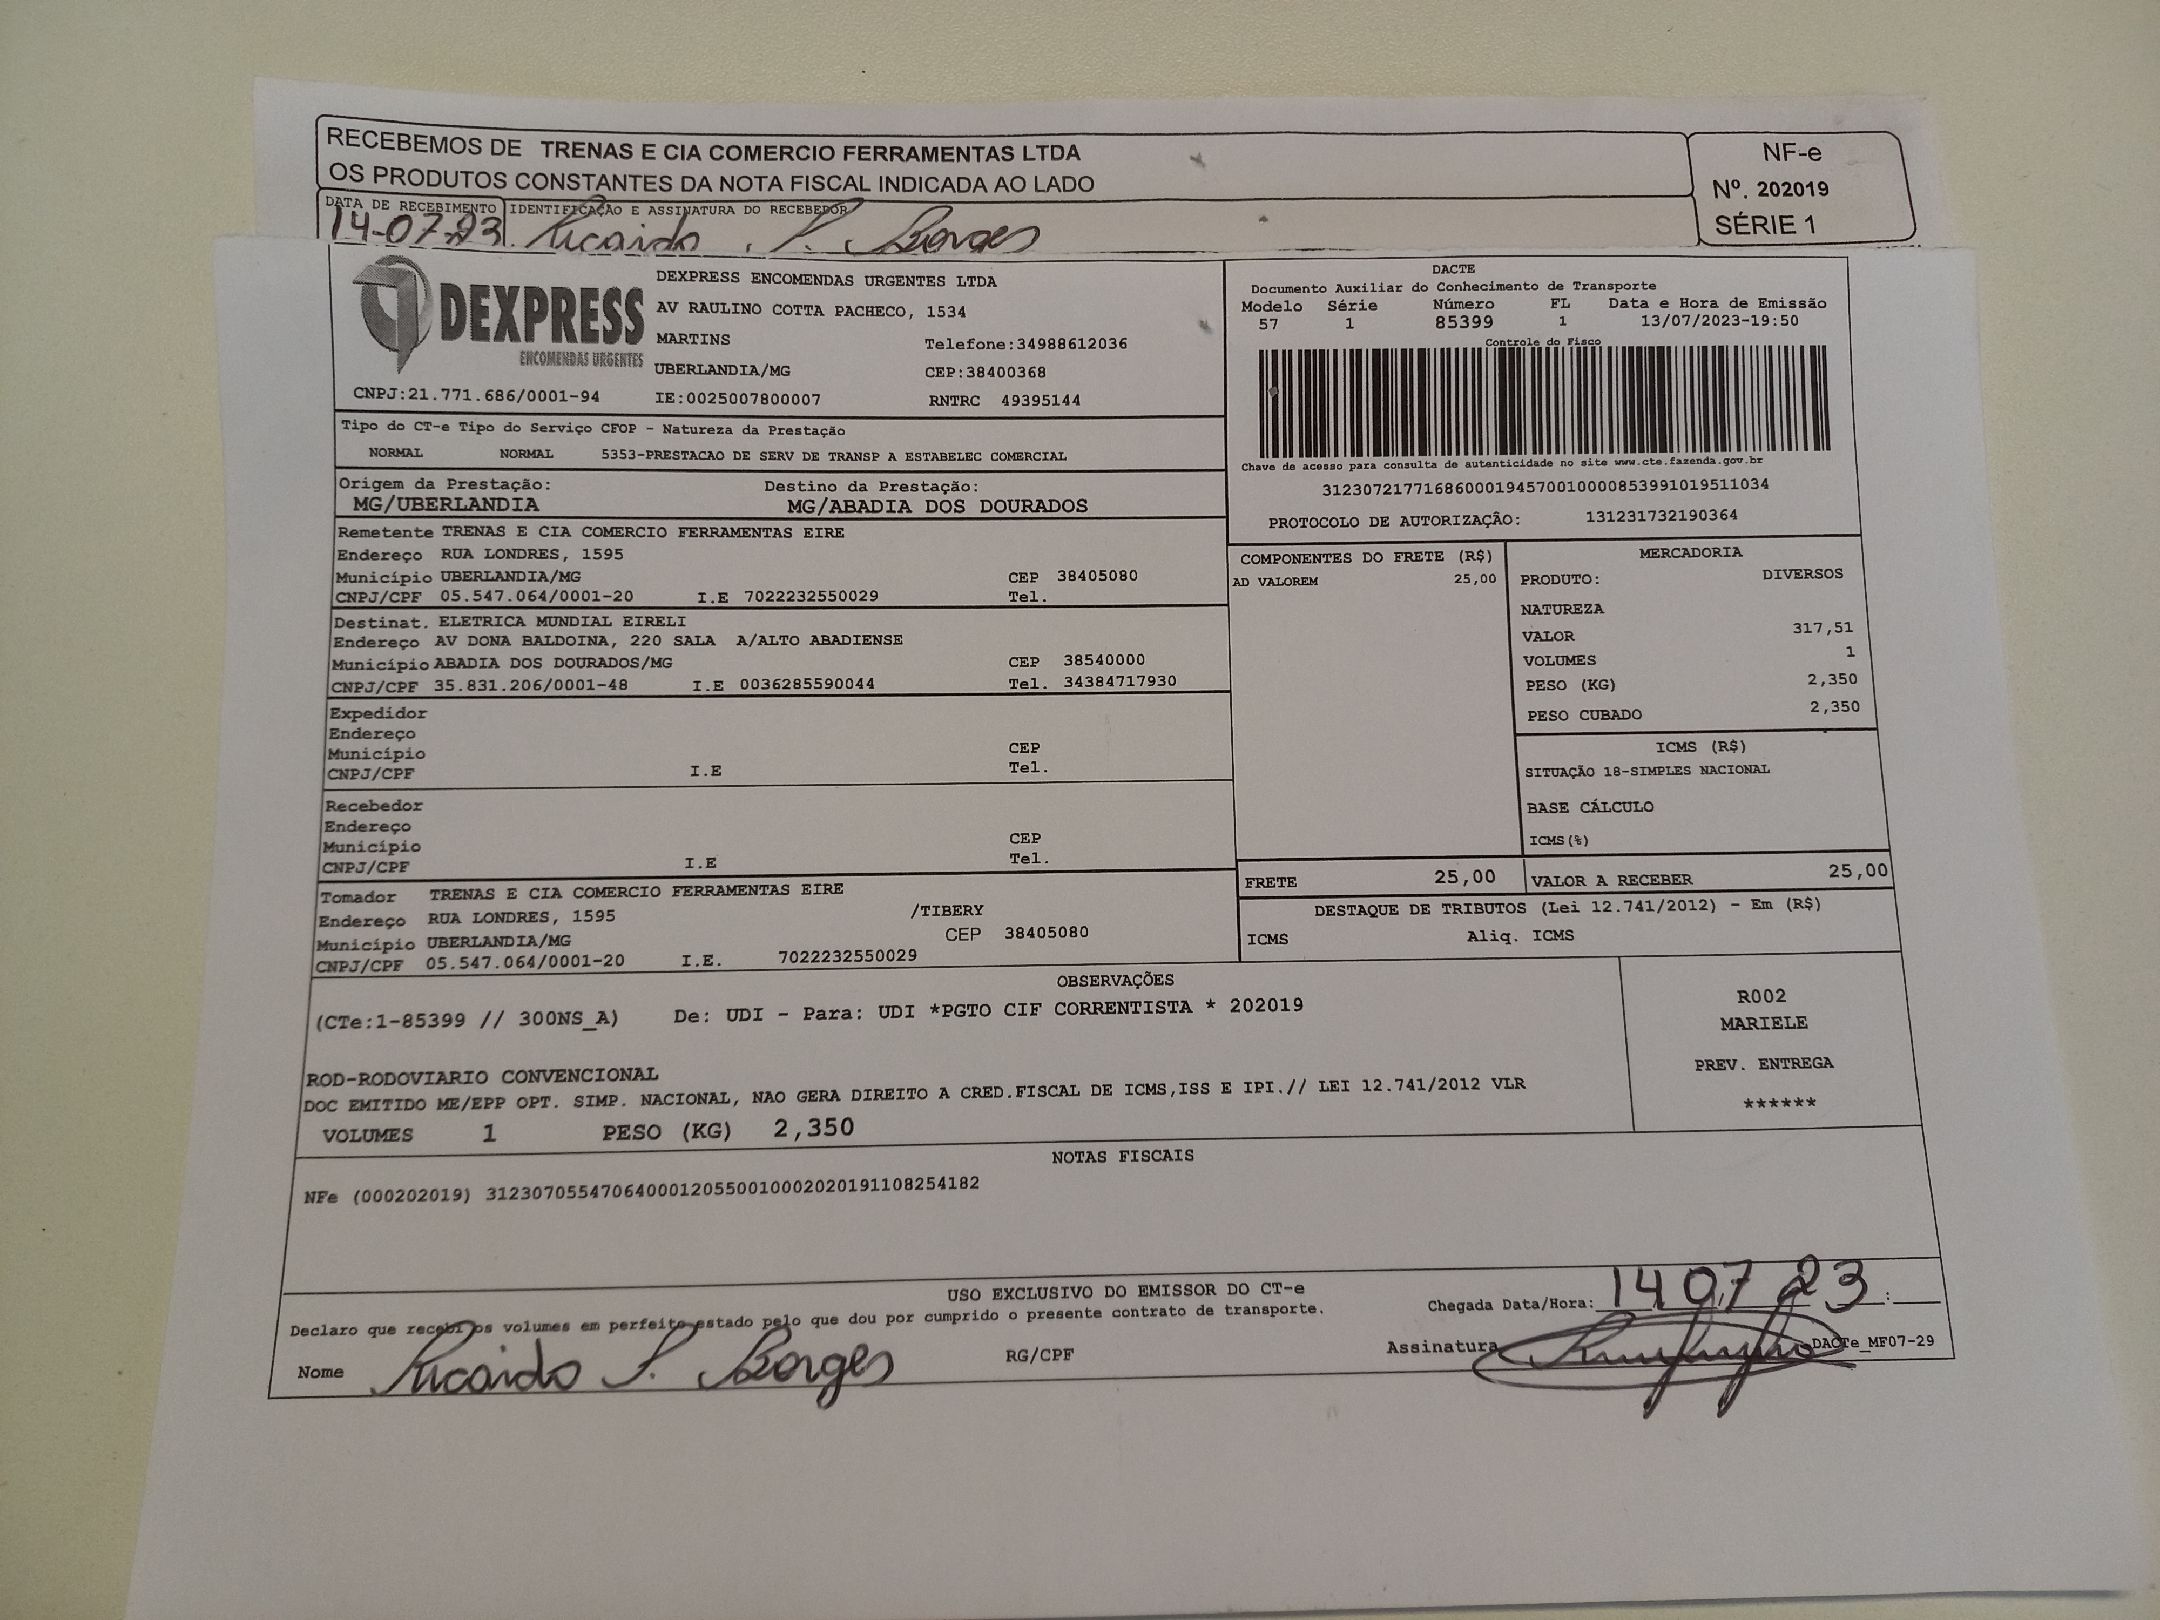 RECEBEMOS DE TRENAS E CIA COMERCIO FERRAMENTAS LTDA
OS PRODUTOS CONSTANTES DA NOTA FISCAL INDICADA AO LADO
NF-e
Nº. 202019
SÉRIE 1
DATA DE RECEBIMENTO IDENTIFICAÇÃO E ASSINATURA DO RECEBEDOR
14-07-23 Ricardo P. Borges
DEXPRESS
ENCOMENDAS URGENTES
CNPJ:21.771.686/0001-94
DEXPRESS ENCOMENDAS URGENTES LTDA
AV RAULINO COTTA PACHECO, 1534
MARTINS Telefone:34988612036
UBERLANDIA/MG CEP:38400368
IE:0025007800007 RNTRC 49395144
DACTE
Documento Auxiliar do Conhecimento de Transporte
Modelo Série Número FL Data e Hora de Emissão
57 1 85399 1 13/07/2023-19:50
Controle do Fisco
Chave de acesso para consulta de autenticidade no site www.cte.fazenda.gov.br
31230721771686000194570010000853991019511034
PROTOCOLO DE AUTORIZAÇÃO: 131231732190364
Tipo do CT-e Tipo do Serviço CFOP - Natureza da Prestação
NORMAL NORMAL 5353-PRESTACAO DE SERV DE TRANSP A ESTABELEC COMERCIAL
Origem da Prestação: Destino da Prestação:
MG/UBERLANDIA MG/ABADIA DOS DOURADOS
Remetente TRENAS E CIA COMERCIO FERRAMENTAS EIRE
Endereço RUA LONDRES, 1595
Município UBERLANDIA/MG CEP 38405080
CNPJ/CPF 05.547.064/0001-20 I.E 7022232550029 Tel.
Destinat. ELETRICA MUNDIAL EIRELI
Endereço AV DONA BALDOINA, 220 SALA A/ALTO ABADIENSE
Município ABADIA DOS DOURADOS/MG CEP 38540000
CNPJ/CPF 35.831.206/0001-48 I.E 0036285590044 Tel. 34384717930
Expedidor
Endereço
Município CEP
CNPJ/CPF I.E Tel.
Recebedor
Endereço
Município CEP
CNPJ/CPF I.E Tel.
Tomador TRENAS E CIA COMERCIO FERRAMENTAS EIRE
Endereço RUA LONDRES, 1595 /TIBERY
Município UBERLANDIA/MG CEP 38405080
CNPJ/CPF 05.547.064/0001-20 I.E. 7022232550029
COMPONENTES DO FRETE (R$)
AD VALOREM 25,00
MERCADORIA
PRODUTO: DIVERSOS
NATUREZA
VALOR 317,51
VOLUMES 1
PESO (KG) 2,350
PESO CUBADO 2,350
ICMS (R$)
SITUAÇÃO 18-SIMPLES NACIONAL
BASE CÁLCULO
ICMS(%)
FRETE 25,00 VALOR A RECEBER 25,00
DESTAQUE DE TRIBUTOS (Lei 12.741/2012) - Em (R$)
ICMS Aliq. ICMS
OBSERVAÇÕES
(CTe:1-85399 // 300NS_A) De: UDI - Para: UDI *PGTO CIF CORRENTISTA * 202019
ROD-RODOVIARIO CONVENCIONAL
DOC EMITIDO ME/EPP OPT. SIMP. NACIONAL, NAO GERA DIREITO A CRED.FISCAL DE ICMS,ISS E IPI.// LEI 12.741/2012 VLR
VOLUMES 1 PESO (KG) 2,350
R002
MARIELE
PREV. ENTREGA
******
NOTAS FISCAIS
NFe (000202019) 31230705547064000120550010002020191108254182
USO EXCLUSIVO DO EMISSOR DO CT-e
Declaro que recebi os volumes em perfeito estado pelo que dou por cumprido o presente contrato de transporte.
Chegada Data/Hora: 14 07 23 :
Nome Ricardo P. Borges RG/CPF Assinatura
DACTe_MF07-29